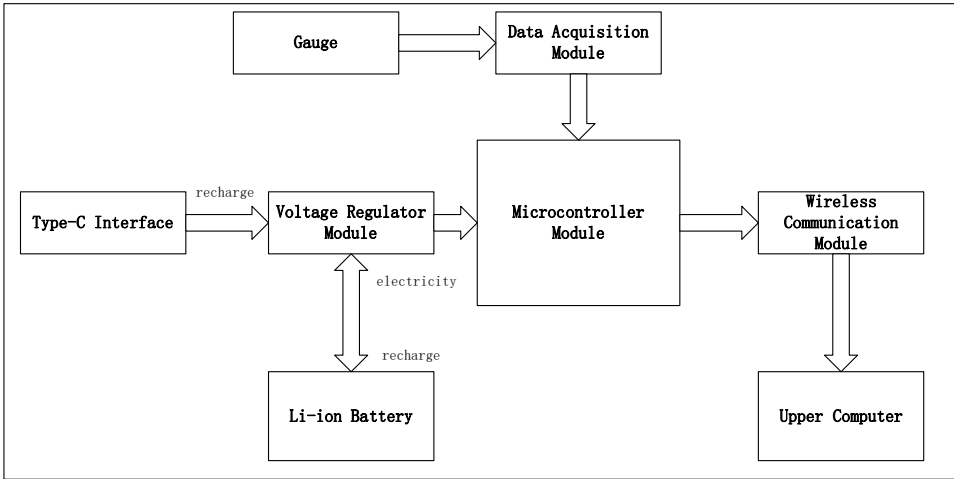 Gauge
Data Acquisition
Module
recharge
Type-C Interface
Voltage Regulator
Module
Microcontroller
Module
Wireless
Communication
Module
electricity
recharge
Li-ion Battery
Upper Computer